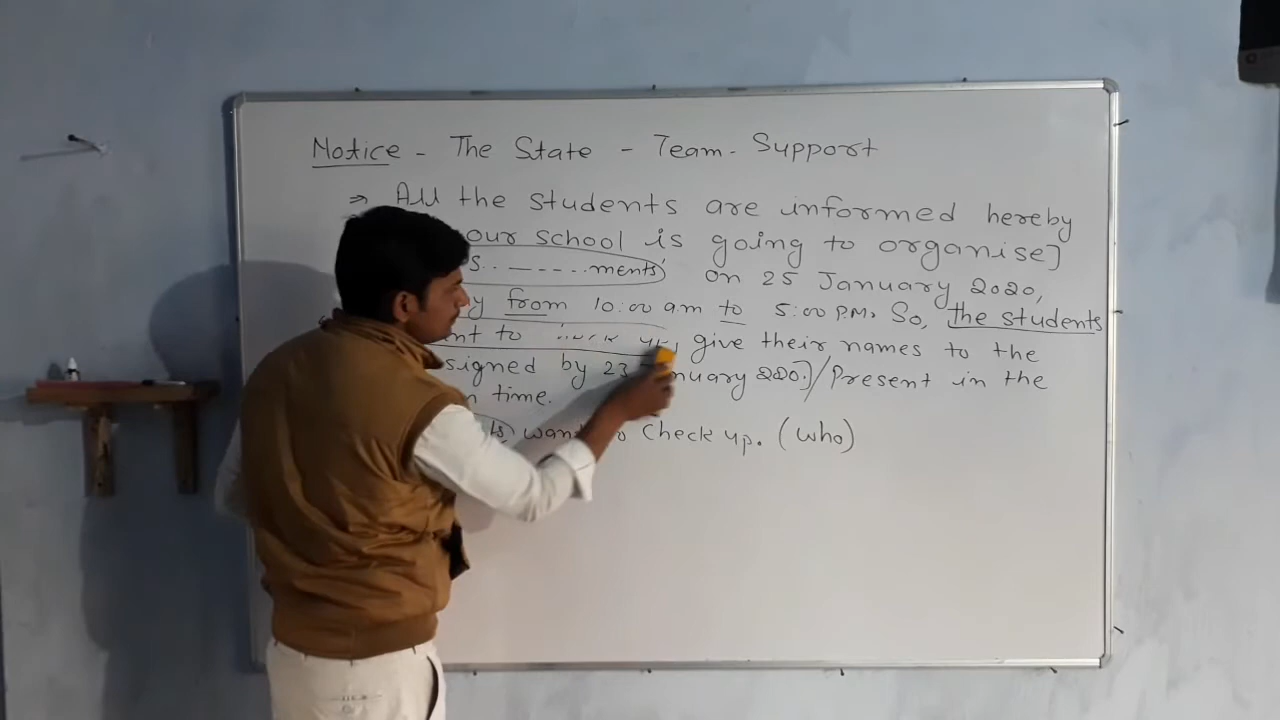 Notice - The State - Team - Support
⇒ All the students are informed hereby
our school is going to organise]
s..-----...ments' on 25 January 2020,
y from 10:00 am to 5:00 P.M. So, the students
nt to give their names to the
signed by 23 nuary 2020.]/Present in the
n time.
want to check up. (who)